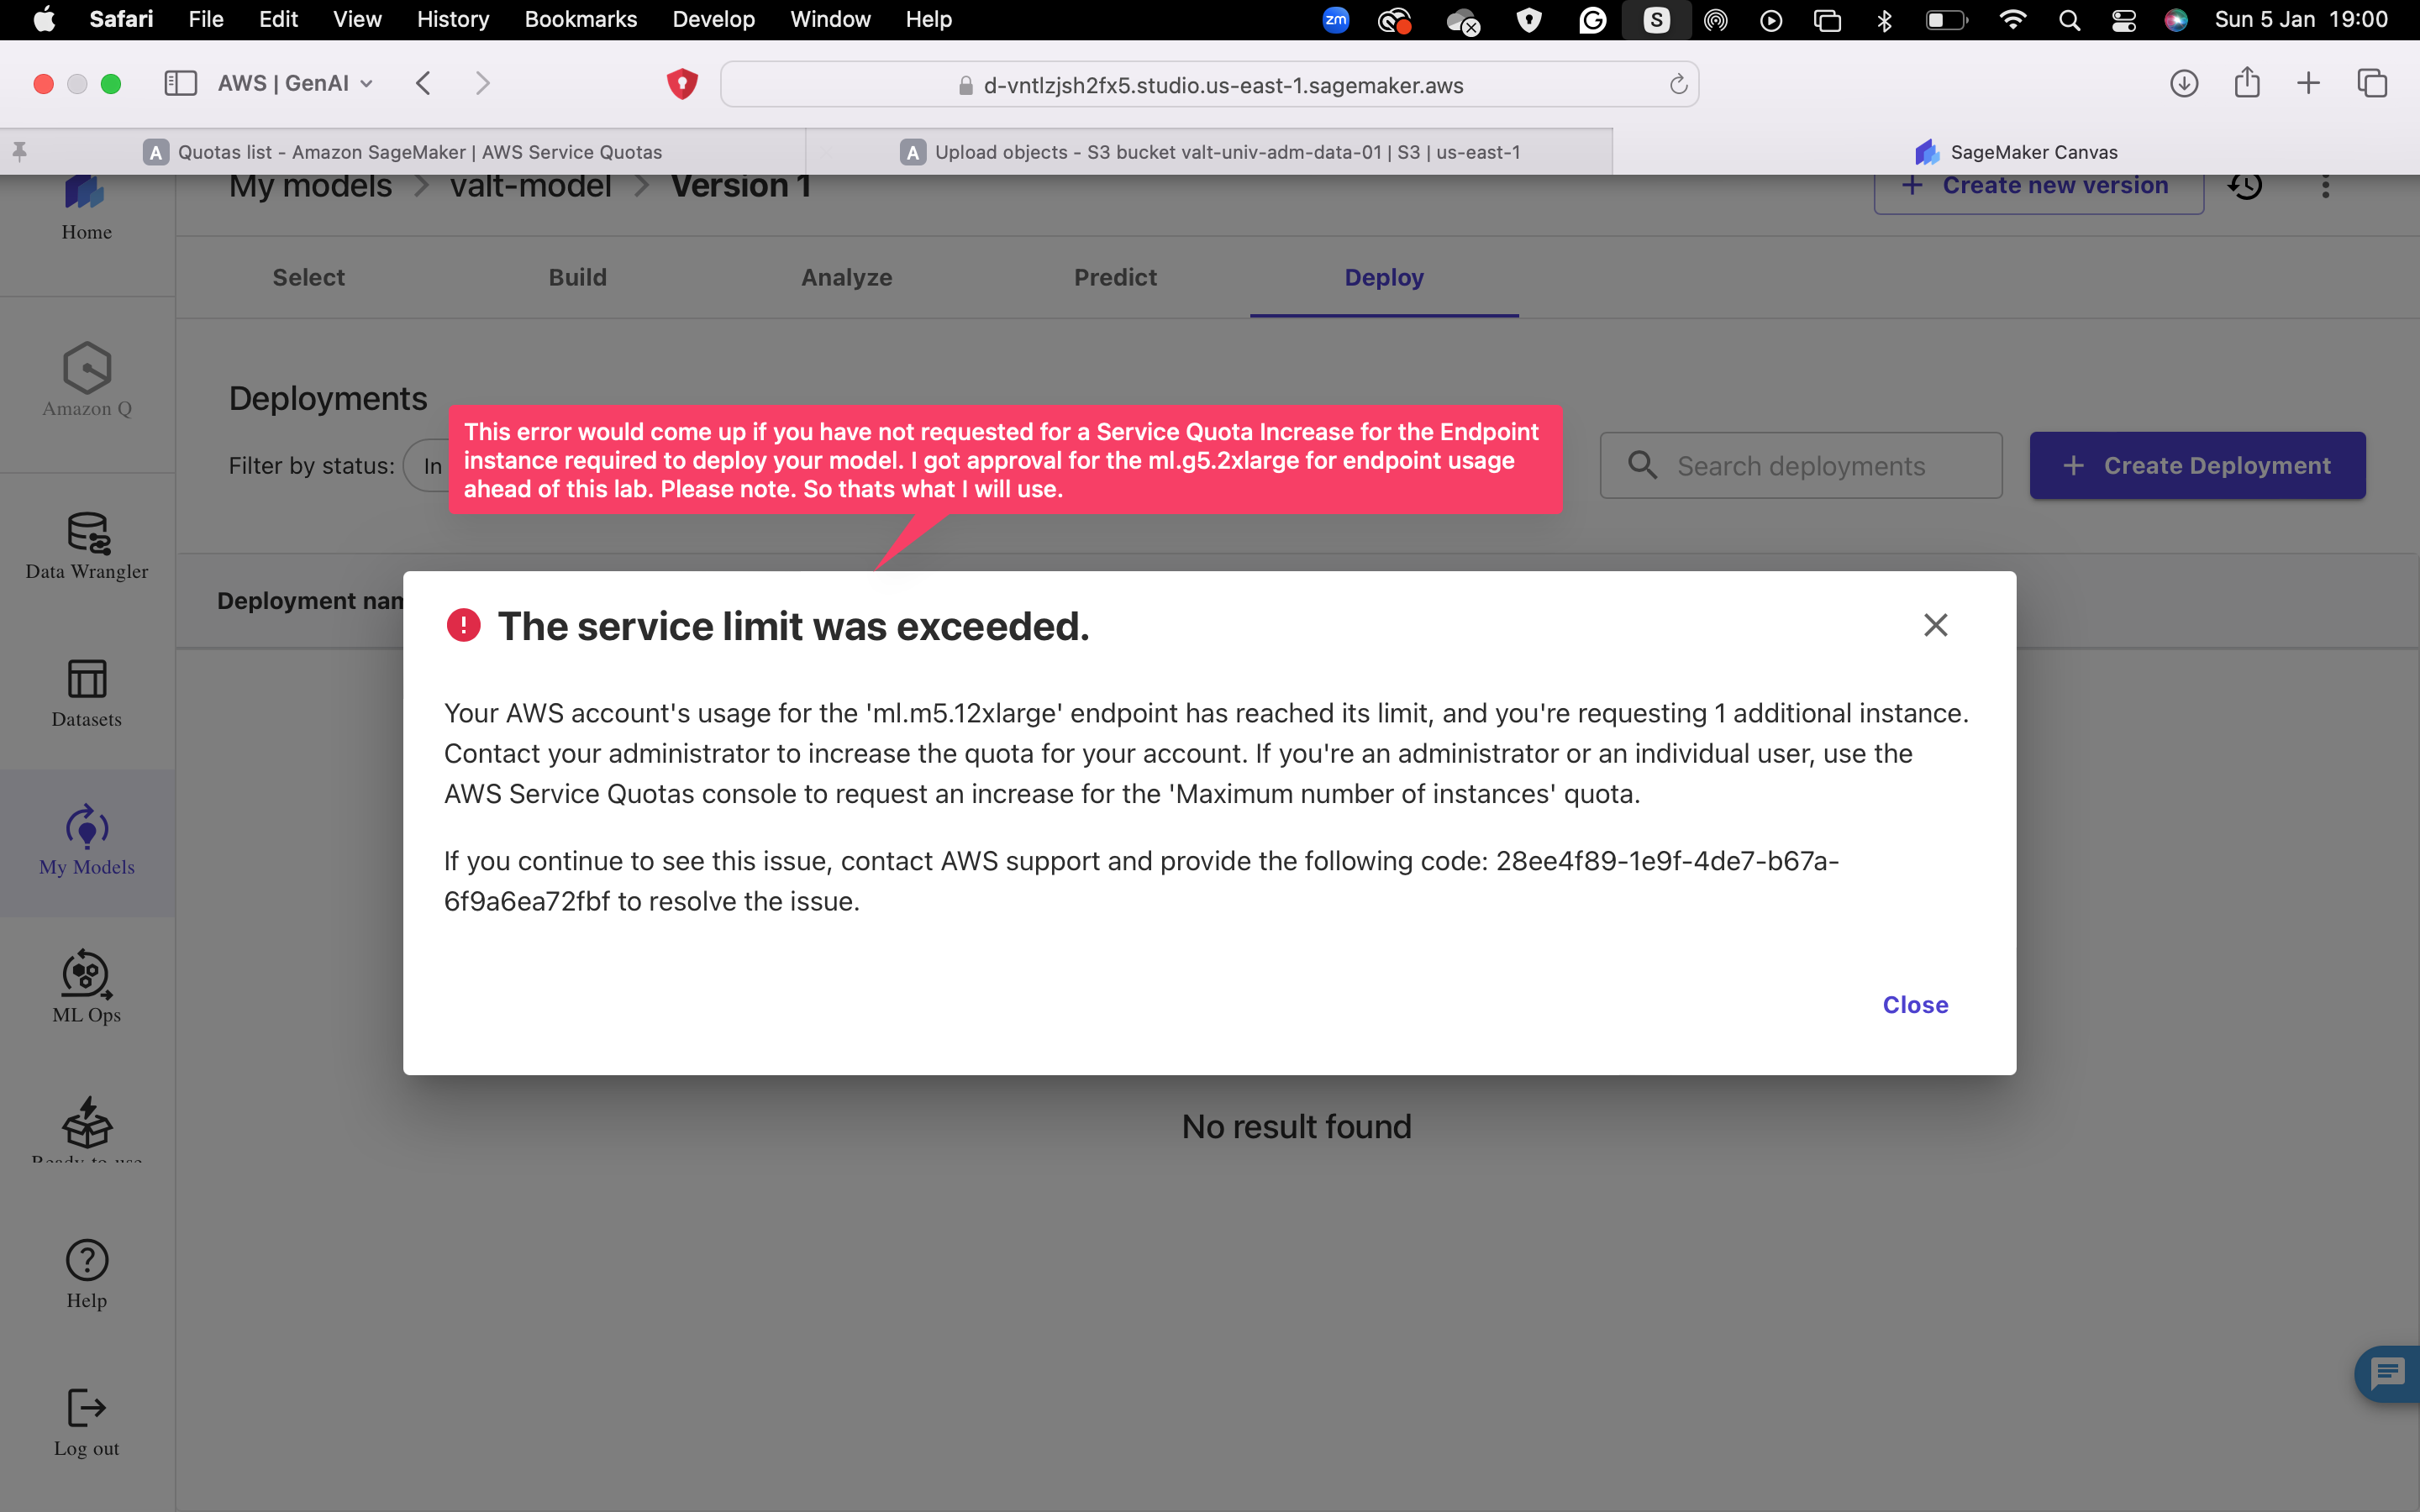 Safari File Edit View History Bookmarks Develop Window Help zm S Sun 5 Jan 19:00
AWS | GenAI d-vntlzjsh2fx5.studio.us-east-1.sagemaker.aws
A Quotas list - Amazon SageMaker | AWS Service Quotas A Upload objects - S3 bucket valt-univ-adm-data-01 | S3 | us-east-1 SageMaker Canvas
My models > valt-model > Version 1 + Create new version
Home
Select Build Analyze Predict Deploy
Amazon Q
Deployments
Filter by status: In
This error would come up if you have not requested for a Service Quota Increase for the Endpoint
instance required to deploy your model. I got approval for the ml.g5.2xlarge for endpoint usage
ahead of this lab. Please note. So thats what I will use.
Search deployments + Create Deployment
Data Wrangler
Deployment nam
The service limit was exceeded.
Your AWS account's usage for the 'ml.m5.12xlarge' endpoint has reached its limit, and you're requesting 1 additional instance.
Contact your administrator to increase the quota for your account. If you're an administrator or an individual user, use the
AWS Service Quotas console to request an increase for the 'Maximum number of instances' quota.
If you continue to see this issue, contact AWS support and provide the following code: 28ee4f89-1e9f-4de7-b67a-
6f9a6ea72fbf to resolve the issue.
Close
Datasets
My Models
ML Ops
Ready-to-use
No result found
Help
Log out